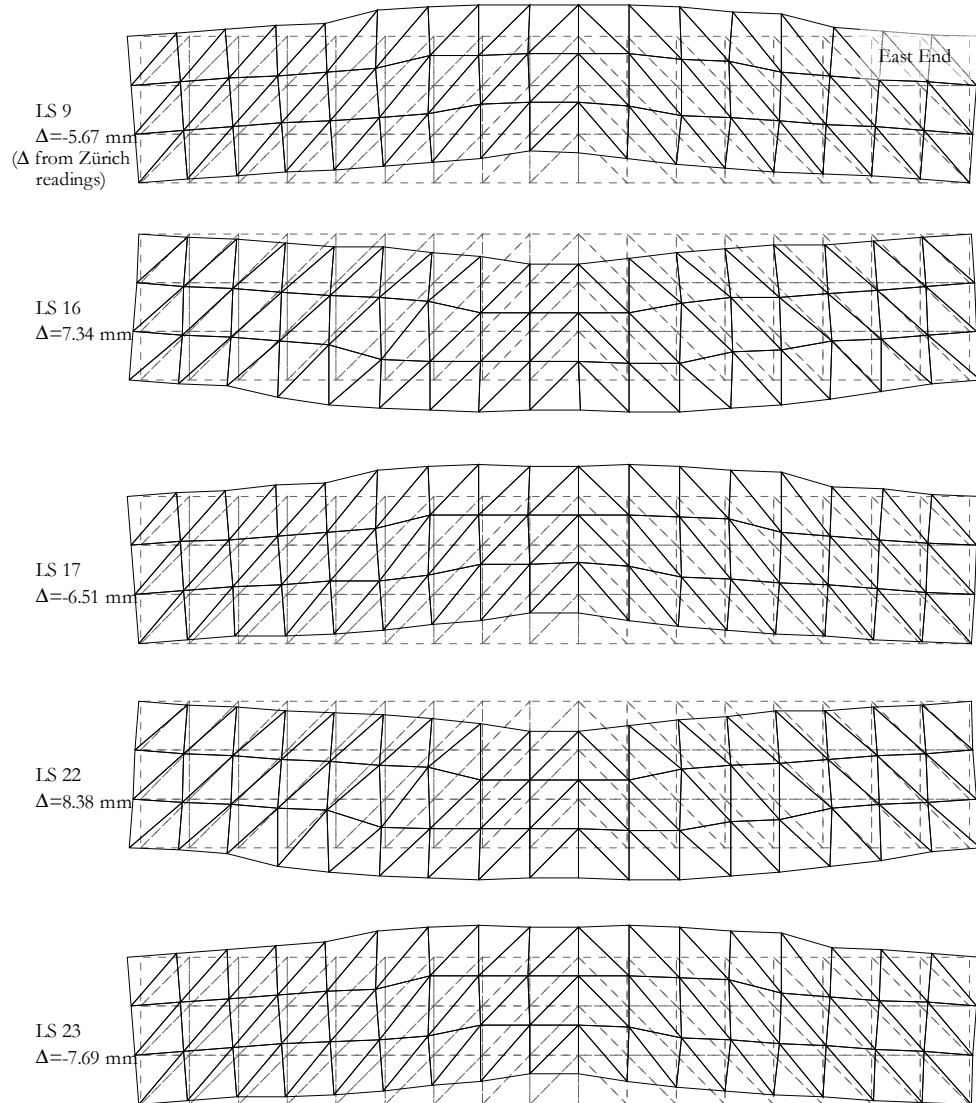 East End
LS 9
Δ=-5.67 mm
(Δ from Zürich
readings)
LS 16
Δ=7.34 mm
LS 17
Δ=-6.51 mm
LS 22
Δ=8.38 mm
LS 23
Δ=-7.69 mm